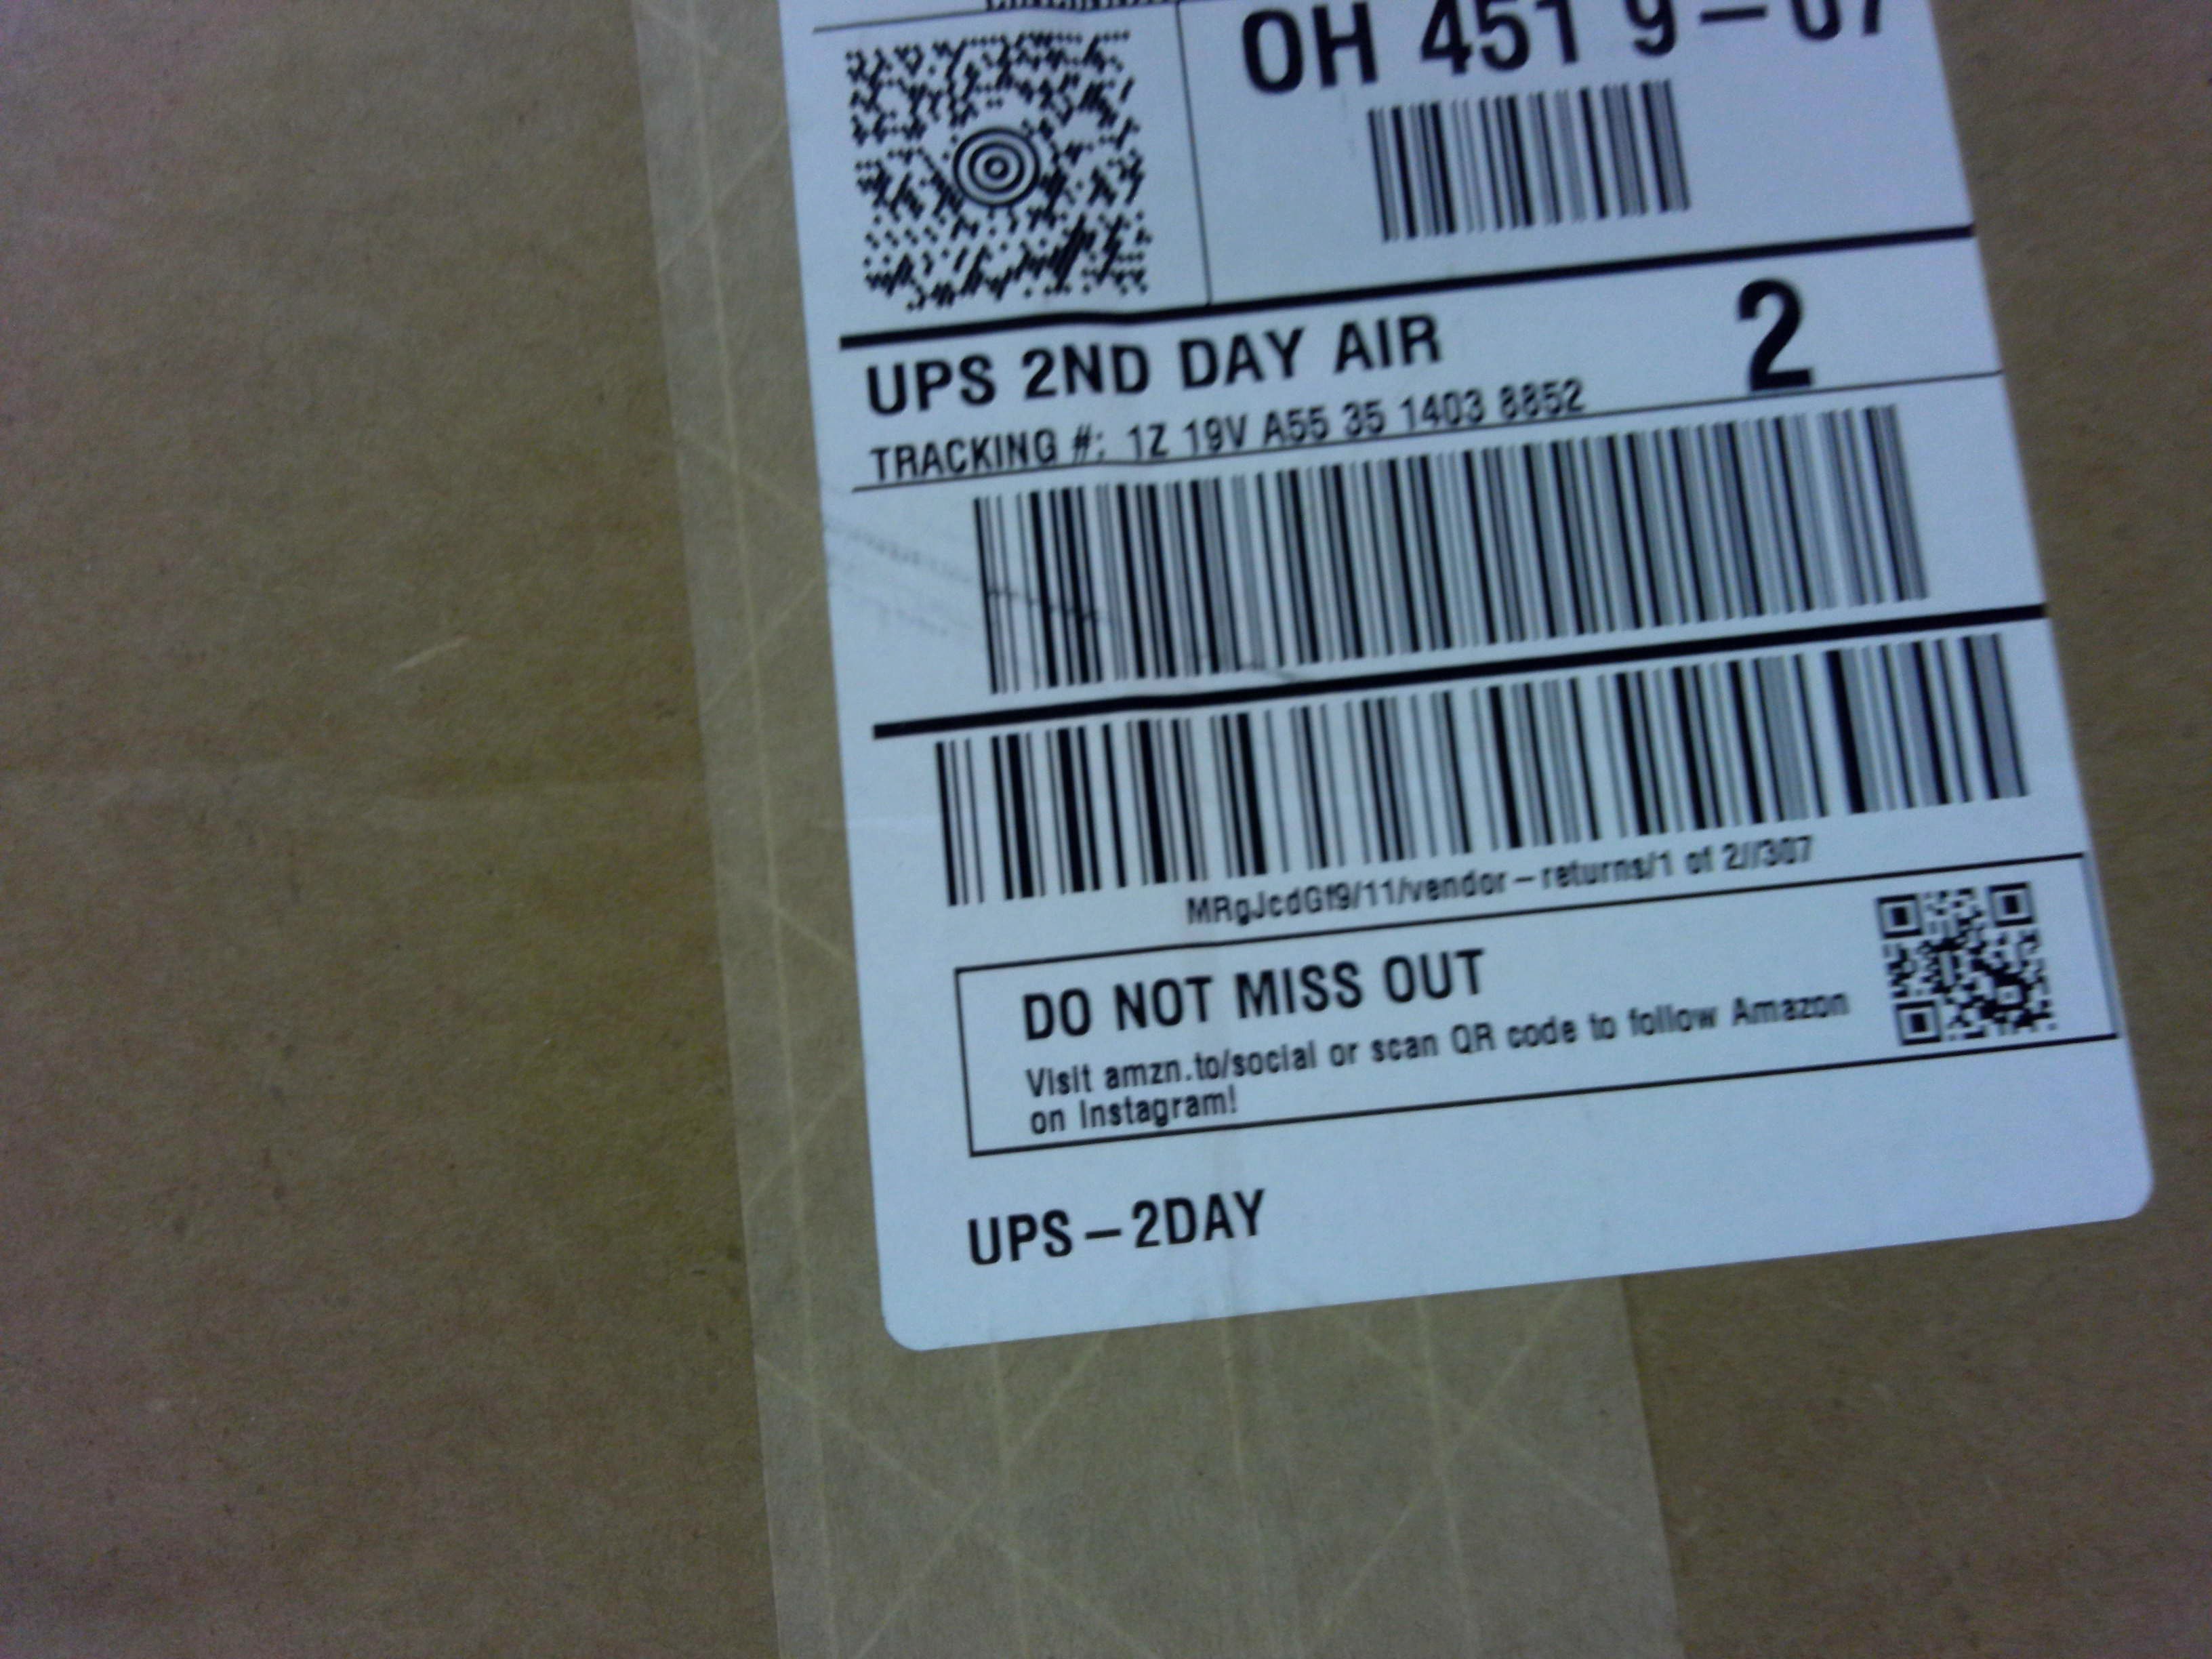 OH 451 9-07
UPS 2ND DAY AIR
2
TRACKING #: 1Z 19V A55 35 1403 8852
MRgJcdGf9/11/vendor-returns/1 of 2//307
DO NOT MISS OUT
Visit amzn.to/social or scan QR code to follow Amazon
on Instagram!
UPS-2DAY